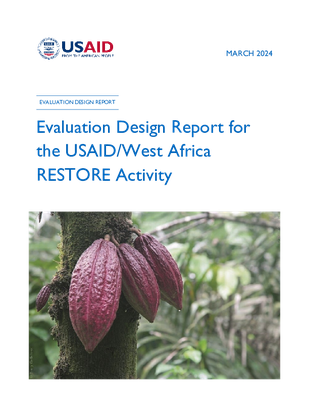 USAID
FROM THE AMERICAN PEOPLE
MARCH 2024
EVALUATION DESIGN REPORT
Evaluation Design Report for
the USAID/West Africa
RESTORE Activity